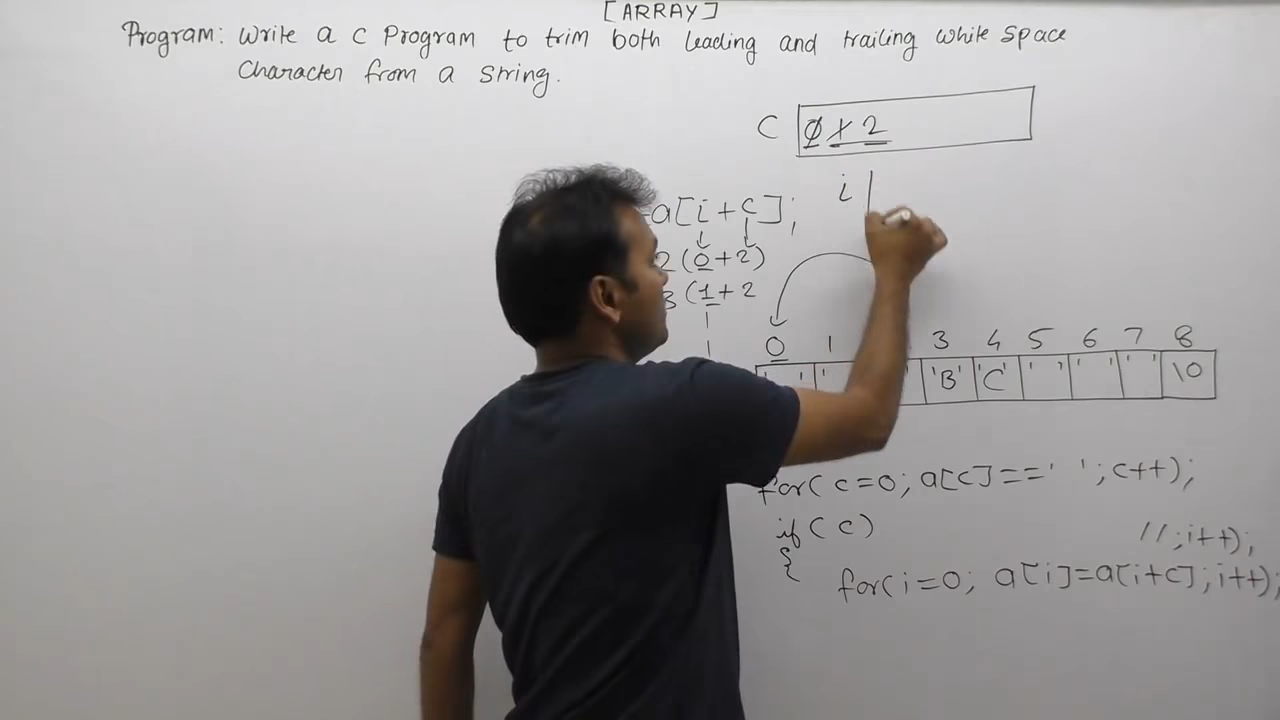 [ARRAY]
Program: Write a C Program to trim both leading and trailing white space
Character from a string.
C 0 1 2
i
a[i+c];
2(0+2)
3(1+2
0 1 3 4 5 6 7 8
' ' ' 'B' 'C' ' ' ' ' ' ' \0
for(c=0; a[c]==' '; c++);
if(c)
{
//;i++);
for(i=0; a[i]=a[i+c]; i++);